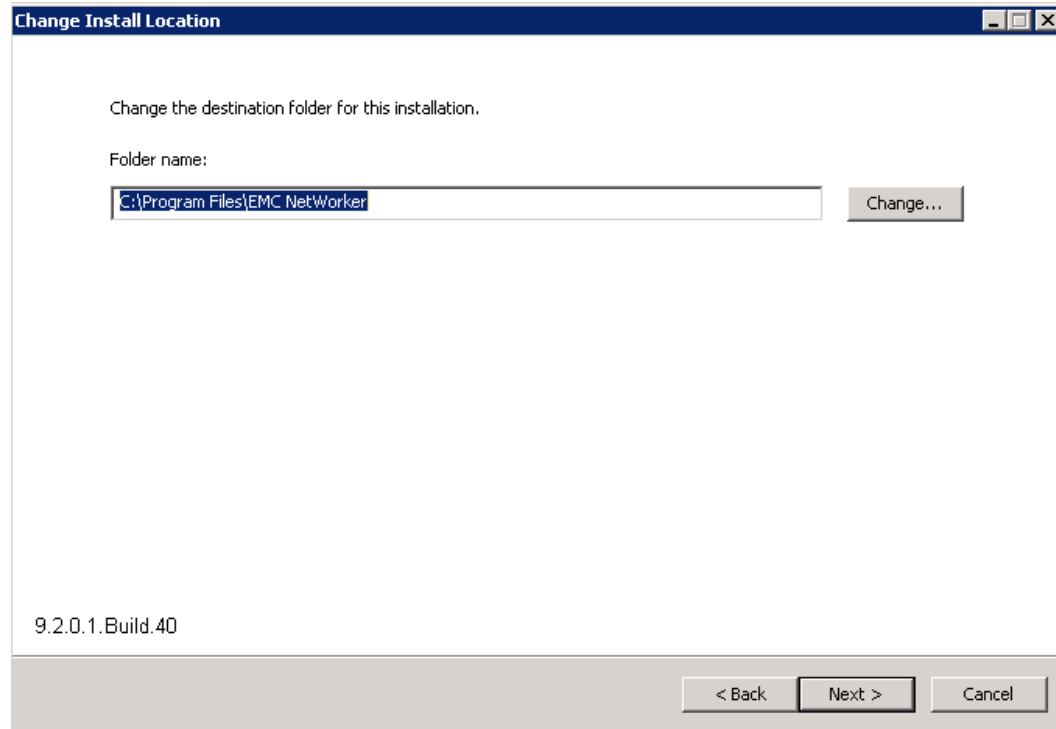 Change Install Location
Change the destination folder for this installation.
Folder name:
C:\Program Files\EMC NetWorker
Change...
9.2.0.1.Build.40
< Back
Next >
Cancel